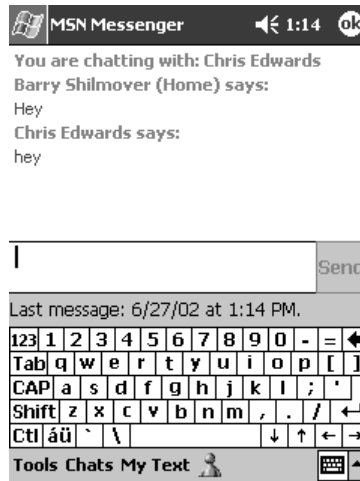 MSN Messenger 1:14 ok
You are chatting with: Chris Edwards
Barry Shilmover (Home) says:
Hey
Chris Edwards says:
hey
Send
Last message: 6/27/02 at 1:14 PM.
123 1 2 3 4 5 6 7 8 9 0 - = ←
Tab q w e r t y u i o p [ ]
CAP a s d f g h j k l ; '
Shift z x c v b n m , . / ↵
Ctl áü ` \ ↓ ↑ ← →
Tools Chats My Text